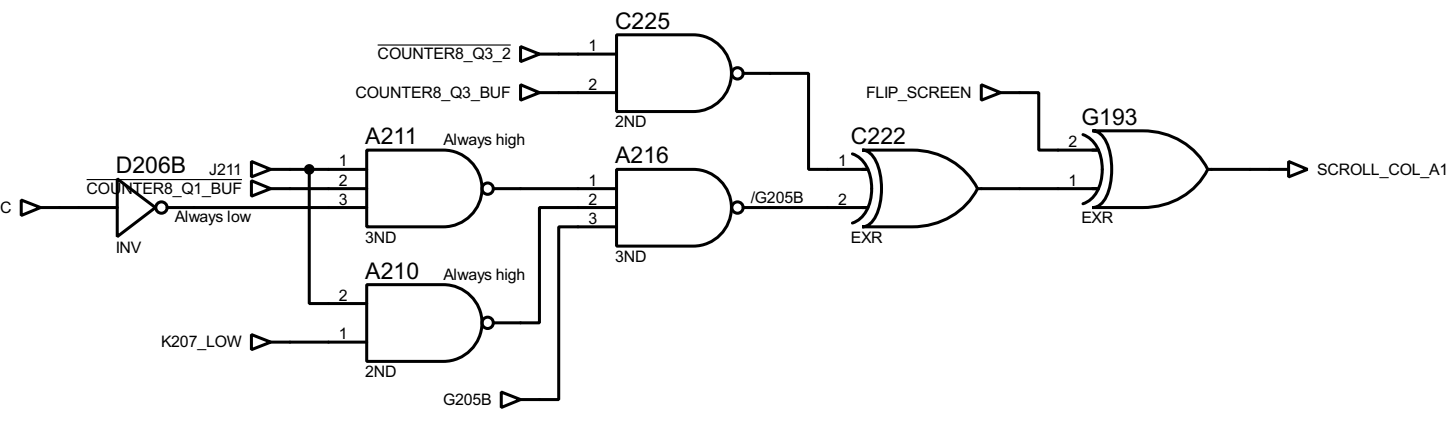 C225
COUNTER8_Q3_2
1
COUNTER8_Q3_BUF
2
2ND
FLIP_SCREEN
G193
2
1
EXR
SCROLL_COL_A1
C222
1
2
EXR
A211
Always high
J211
1
COUNTER8_Q1_BUF
2
3
3ND
D206B
C
Always low
INV
A216
1
2
3
/G205B
3ND
A210
Always high
2
K207_LOW
1
2ND
G205B